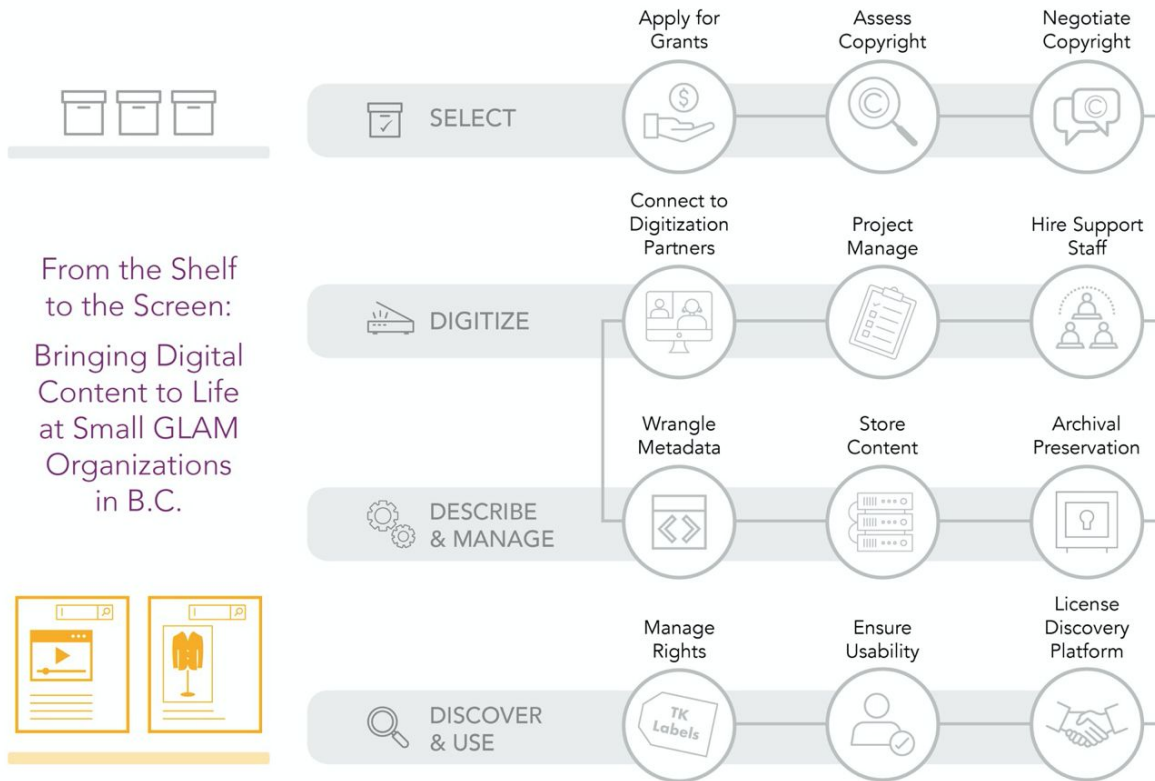 Apply for
Grants
Assess
Copyright
Negotiate
Copyright
$
©
©
SELECT
Connect to
Digitization
Partners
Project
Manage
Hire Support
Staff
DIGITIZE
From the Shelf
to the Screen:
Bringing Digital
Content to Life
at Small GLAM
Organizations
in B.C.
Wrangle
Metadata
Store
Content
Archival
Preservation
DESCRIBE
& MANAGE
Manage
Rights
Ensure
Usability
License
Discovery
Platform
TK
Labels
DISCOVER
& USE